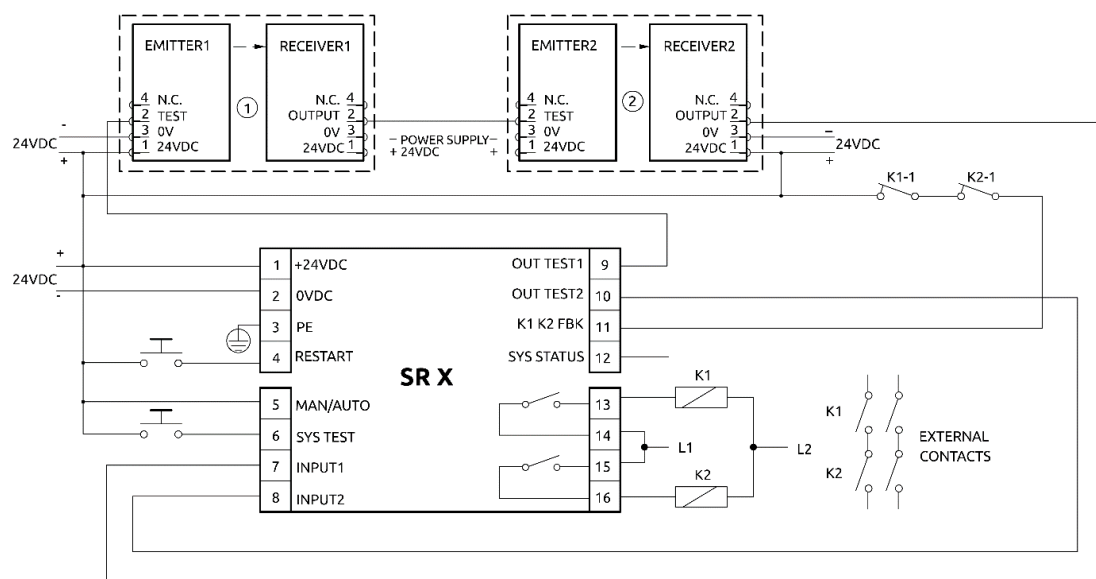 EMITTER1
RECEIVER1
EMITTER2
RECEIVER2
4 N.C.
2 TEST
3 0V
1 24VDC
1
N.C. 4
OUTPUT 2
0V 3
24VDC 1
4 N.C.
2 TEST
3 0V
1 24VDC
2
N.C. 4
OUTPUT 2
0V 3
24VDC 1
-
24VDC
+
− POWER SUPPLY −
+ 24VDC +
−
24VDC
+
K1-1
K2-1
+
24VDC
-
1 +24VDC
2 0VDC
3 PE
4 RESTART
5 MAN/AUTO
6 SYS TEST
7 INPUT1
8 INPUT2
SR X
OUT TEST1 9
OUT TEST2 10
K1 K2 FBK 11
SYS STATUS 12
13
14
15
16
K1
L1
L2
K2
K1
K2
EXTERNAL
CONTACTS